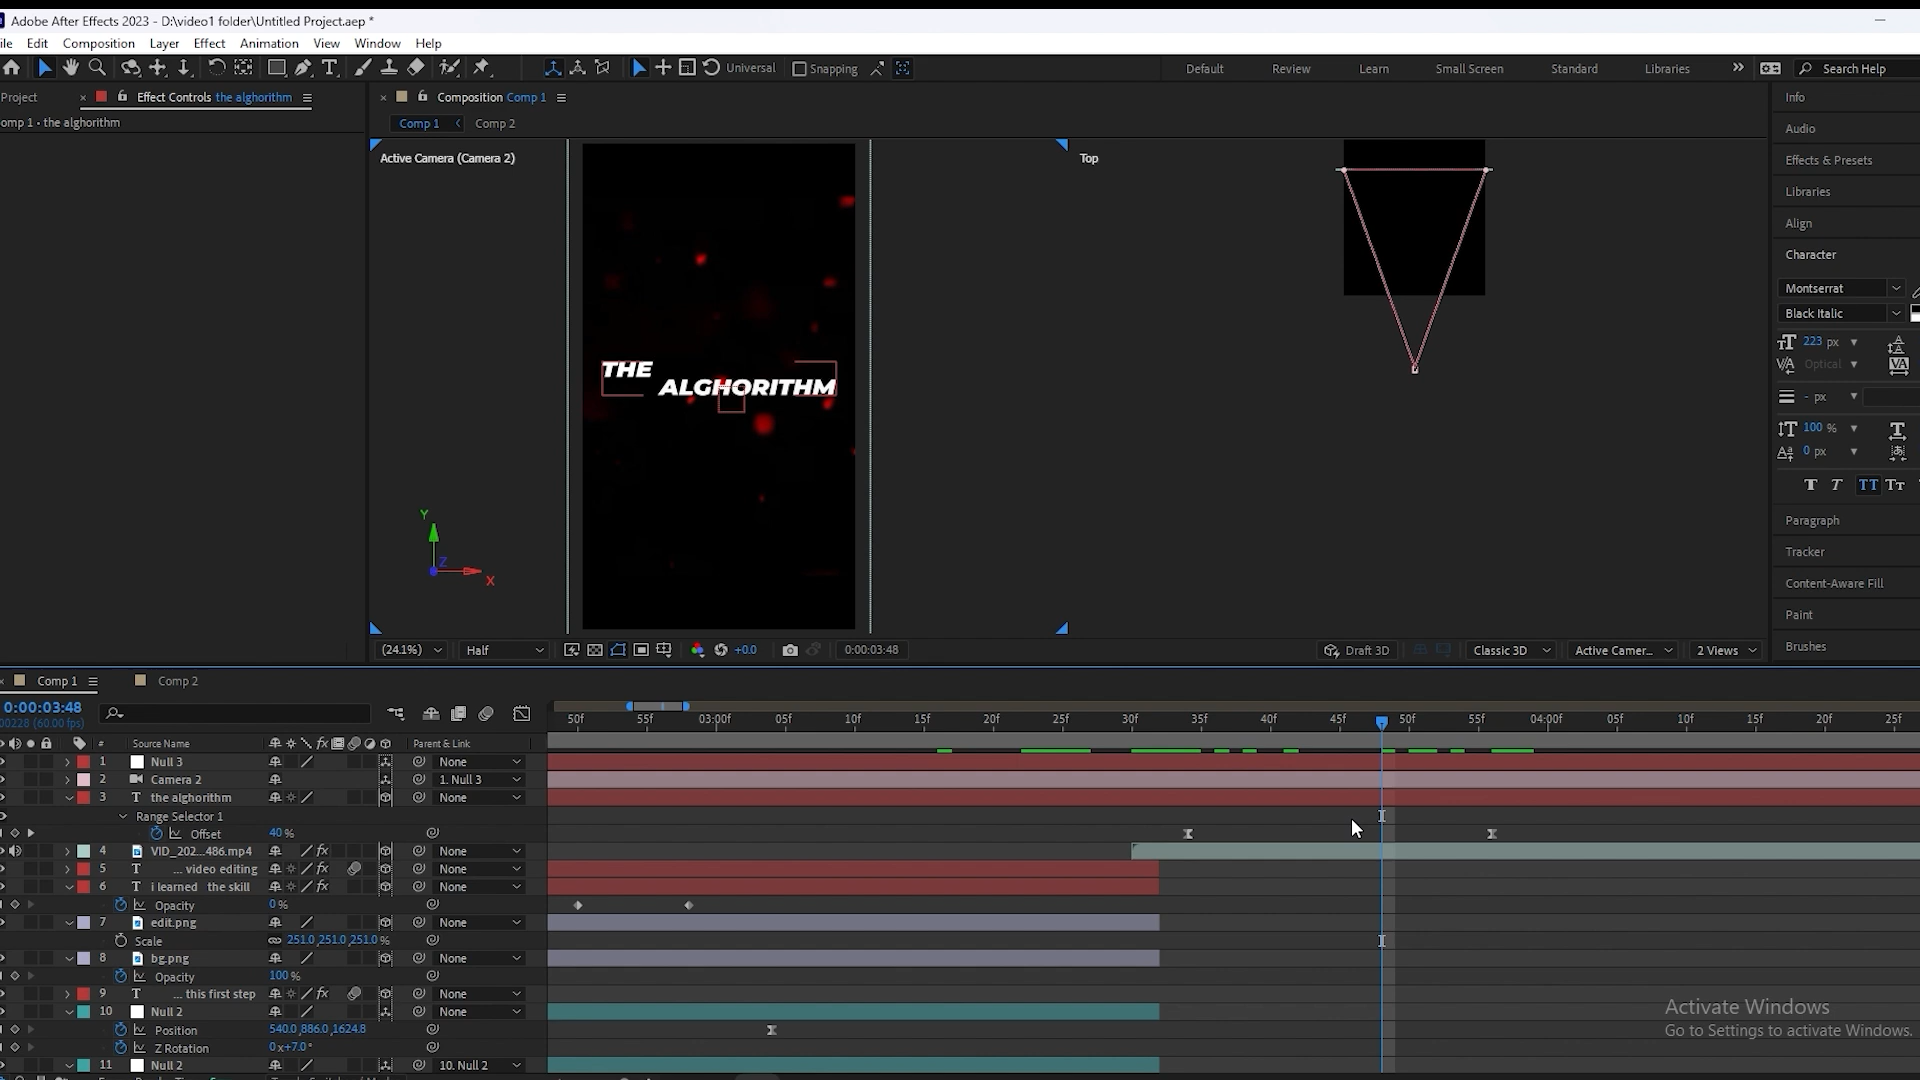 Adobe After Effects 2023 - D:\video1 folder\Untitled Project.aep *
ile Edit Composition Layer Effect Animation View Window Help
Universal Snapping Default Review Learn Small Screen Standard Libraries Search Help
Project Effect Controls the alghorithm Composition Comp 1
omp 1 • the alghorithm
Comp 1 Comp 2
Active Camera (Camera 2)
Top
THE
ALGHORITHM
Y
Z
X
(24.1%) Half +0.0 0:00:03:48 Draft 3D Classic 3D Active Camer... 2 Views
Info
Audio
Effects & Presets
Libraries
Align
Character
Montserrat
Black Italic
223 px
Optical
- px
100 %
0 px
Paragraph
Tracker
Content-Aware Fill
Paint
Brushes
Comp 1 Comp 2
0:00:03:48
00228 (60.00 fps)
50f 55f 03:00f 05f 10f 15f 20f 25f 30f 35f 40f 45f 50f 55f 04:00f 05f 10f 15f 20f 25f
# Source Name Parent & Link
1 Null 3 None
2 Camera 2 1. Null 3
3 T the alghorithm None
Range Selector 1
Offset 40 %
4 VID_202...486.mp4 None
5 T ... video editing None
6 T i learned the skill None
Opacity 0 %
7 edit.png None
Scale 251.0,251.0,251.0 %
8 bg.png None
Opacity 100 %
9 T ... this first step None
10 Null 2 None
Position 540.0,886.0,1624.8
Z Rotation 0x+7.0°
11 Null 2 10. Null 2
Activate Windows
Go to Settings to activate Windows.